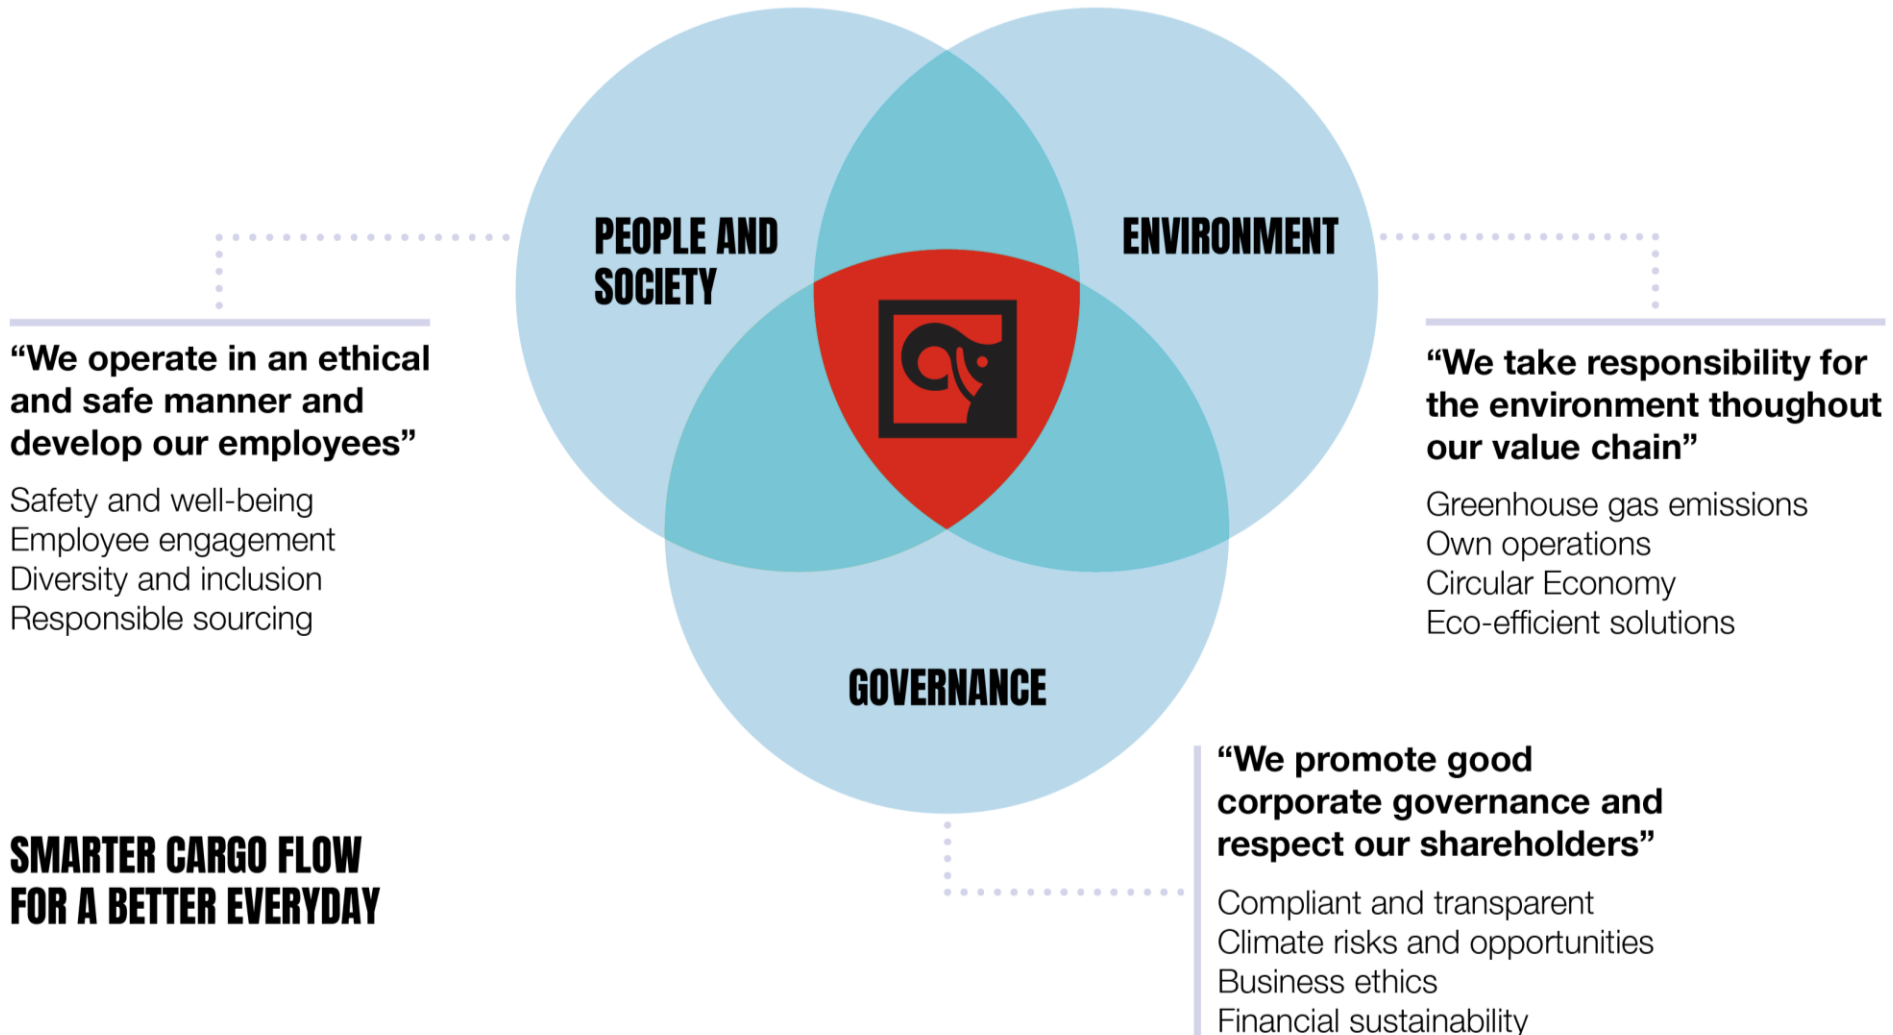 PEOPLE AND
SOCIETY
ENVIRONMENT
“We operate in an ethical
and safe manner and
develop our employees”
Safety and well-being
Employee engagement
Diversity and inclusion
Responsible sourcing
“We take responsibility for
the environment thoughout
our value chain”
Greenhouse gas emissions
Own operations
Circular Economy
Eco-efficient solutions
GOVERNANCE
“We promote good
corporate governance and
respect our shareholders”
Compliant and transparent
Climate risks and opportunities
Business ethics
Financial sustainability
SMARTER CARGO FLOW
FOR A BETTER EVERYDAY